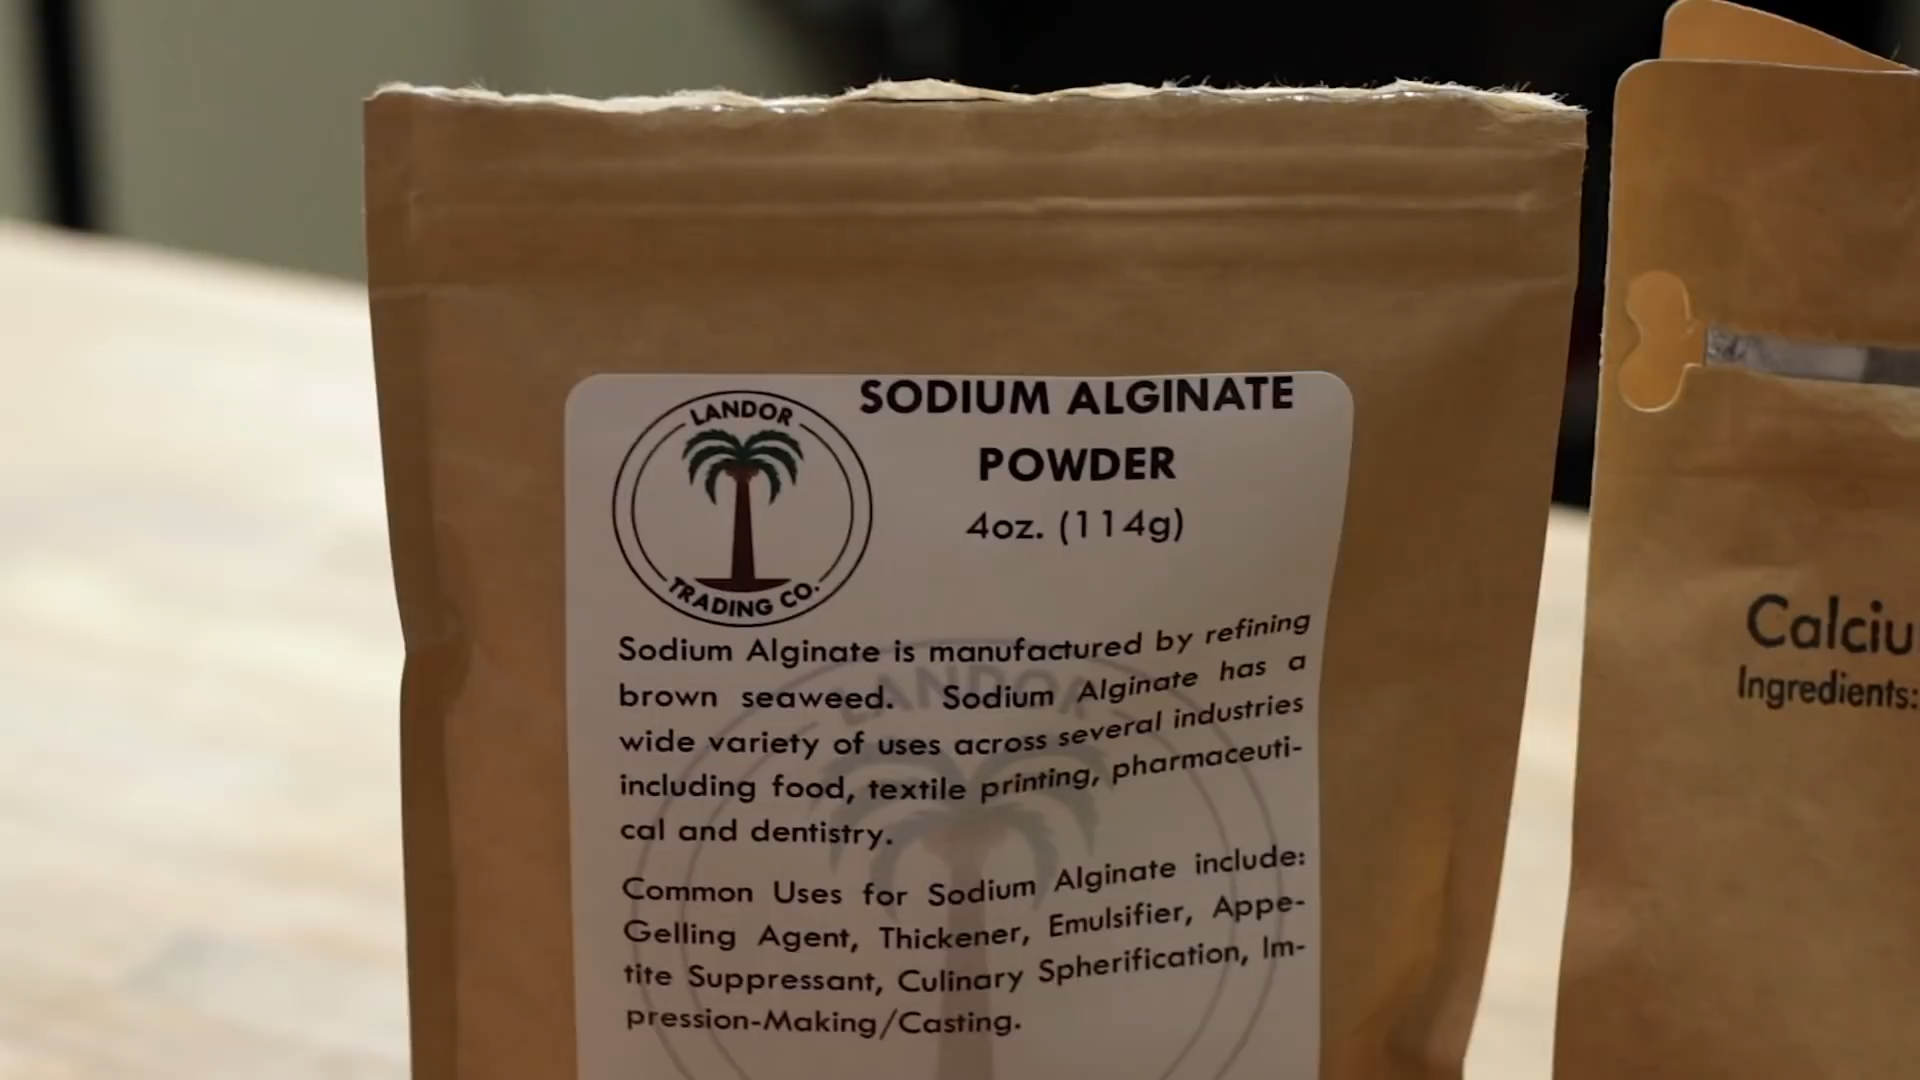 LANDOR
TRADING CO.
SODIUM ALGINATE
POWDER
4oz. (114g)
Sodium Alginate is manufactured by refining
brown seaweed. Sodium Alginate has a
wide variety of uses across several industries
including food, textile printing, pharmaceuti-
cal and dentistry.
Common Uses for Sodium Alginate include:
Gelling Agent, Thickener, Emulsifier, Appe-
tite Suppressant, Culinary Spherification, Im-
pression-Making/Casting.
LANDOR
Calciu
Ingredients: